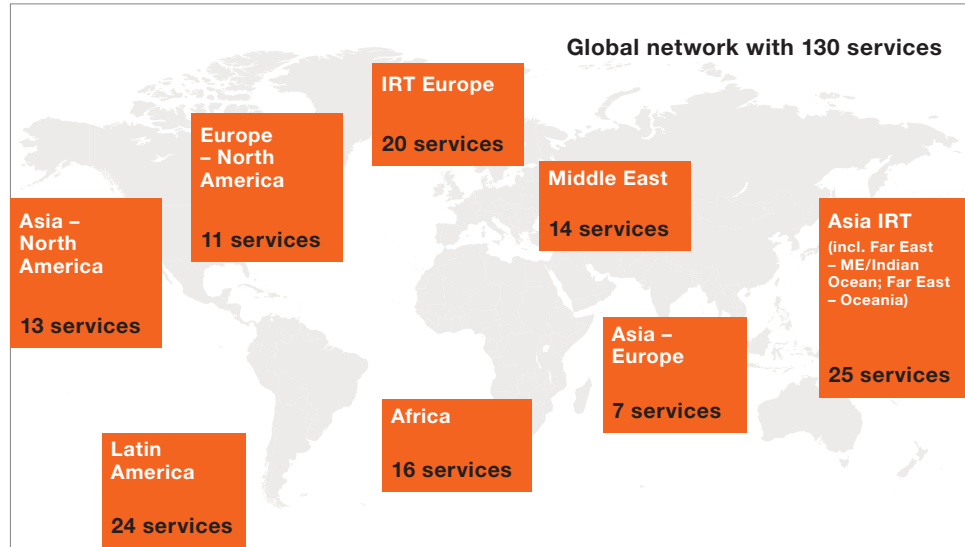 Global network with 130 services
IRT Europe
20 services
Europe
– North
America
11 services
Middle East
14 services
Asia –
North
America
13 services
Asia IRT
(incl. Far East
– ME/Indian
Ocean; Far East
– Oceania)
25 services
Asia –
Europe
7 services
Africa
16 services
Latin
America
24 services